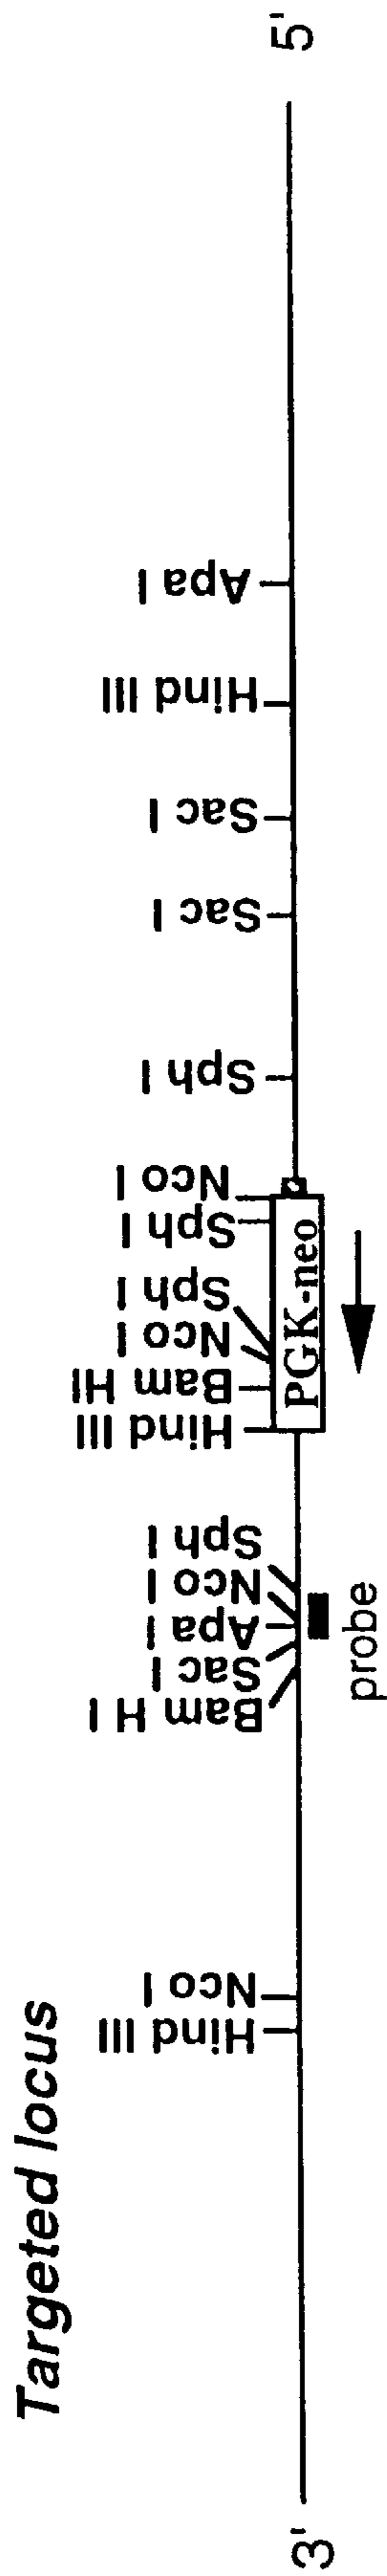 Targeted locus
3'
Hind III
Nco I
Bam H I
Sac I
Apa I
Nco I
Sph I
Hind III
Bam HI
Nco I
Sph I
Sph I
Nco I
Sph I
Sac I
Sac I
Hind III
Apa I
5'
PGK-neo
probe